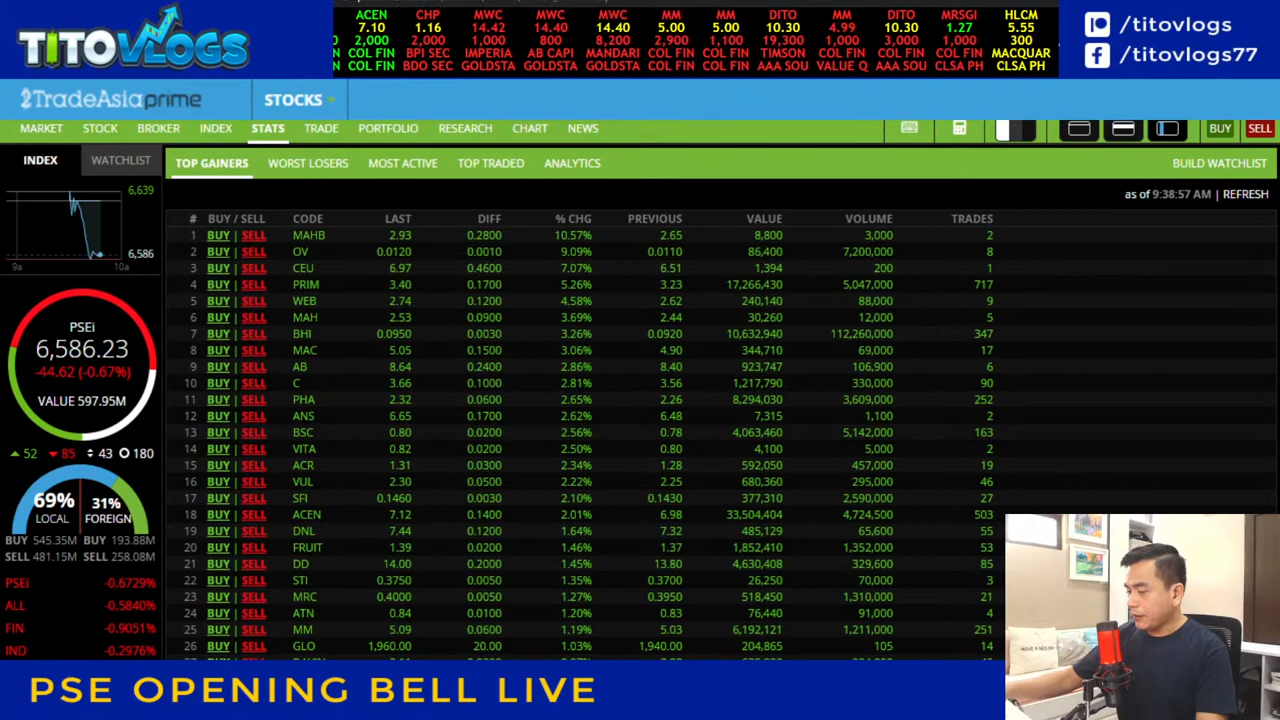 TITOVLOGS
ACEN CHP MWC MWC MWC MM MM DITO MM DITO MRSGI HLCM
7.10 1.16 14.42 14.40 14.40 5.00 5.00 10.30 4.99 10.30 1.27 5.55
2,000 2,000 1,000 800 8,200 2,900 1,100 19,300 1,000 3,000 1,000 300
COL FIN BPI SEC IMPERIA AB CAPI MANDARI COL FIN COL FIN TIMSON COL FIN COL FIN COL FIN MACQUAR
COL FIN BDO SEC GOLDSTA GOLDSTA GOLDSTA COL FIN COL FIN AAA SOU VALUE Q AAA SOU CLSA PH CLSA PH
/titovlogs
/titovlogs77
2TradeAsiaprime
STOCKS
MARKET STOCK BROKER INDEX STATS TRADE PORTFOLIO RESEARCH CHART NEWS BUY SELL
INDEX WATCHLIST
TOP GAINERS WORST LOSERS MOST ACTIVE TOP TRADED ANALYTICS BUILD WATCHLIST
as of 9:38:57 AM | REFRESH
6,639
6,586
9a 10a
PSEi
6,586.23
-44.62 (-0.67%)
VALUE 597.95M
52 85 43 180
69% LOCAL
31% FOREIGN
BUY 545.35M BUY 193.88M
SELL 481.15M SELL 258.08M
PSEi -0.6729%
ALL -0.5840%
FIN -0.9051%
IND -0.2976%
# BUY / SELL CODE LAST DIFF % CHG PREVIOUS VALUE VOLUME TRADES
1 BUY | SELL MAHB 2.93 0.2800 10.57% 2.65 8,800 3,000 2
2 BUY | SELL OV 0.0120 0.0010 9.09% 0.0110 86,400 7,200,000 8
3 BUY | SELL CEU 6.97 0.4600 7.07% 6.51 1,394 200 1
4 BUY | SELL PRIM 3.40 0.1700 5.26% 3.23 17,266,430 5,047,000 717
5 BUY | SELL WEB 2.74 0.1200 4.58% 2.62 240,140 88,000 9
6 BUY | SELL MAH 2.53 0.0900 3.69% 2.44 30,260 12,000 5
7 BUY | SELL BHI 0.0950 0.0030 3.26% 0.0920 10,632,940 112,260,000 347
8 BUY | SELL MAC 5.05 0.1500 3.06% 4.90 344,710 69,000 17
9 BUY | SELL AB 8.64 0.2400 2.86% 8.40 923,747 106,900 6
10 BUY | SELL C 3.66 0.1000 2.81% 3.56 1,217,790 330,000 90
11 BUY | SELL PHA 2.32 0.0600 2.65% 2.26 8,294,030 3,609,000 252
12 BUY | SELL ANS 6.65 0.1700 2.62% 6.48 7,315 1,100 2
13 BUY | SELL BSC 0.80 0.0200 2.56% 0.78 4,063,460 5,142,000 163
14 BUY | SELL VITA 0.82 0.0200 2.50% 0.80 4,100 5,000 2
15 BUY | SELL ACR 1.31 0.0300 2.34% 1.28 592,050 457,000 19
16 BUY | SELL VUL 2.30 0.0500 2.22% 2.25 680,360 295,000 46
17 BUY | SELL SFI 0.1460 0.0030 2.10% 0.1430 377,310 2,590,000 27
18 BUY | SELL ACEN 7.12 0.1400 2.01% 6.98 33,504,404 4,724,500 503
19 BUY | SELL DNL 7.44 0.1200 1.64% 7.32 485,129 65,600 55
20 BUY | SELL FRUIT 1.39 0.0200 1.46% 1.37 1,852,410 1,352,000 53
21 BUY | SELL DD 14.00 0.2000 1.45% 13.80 4,630,408 329,600 85
22 BUY | SELL STI 0.3750 0.0050 1.35% 0.3700 26,250 70,000 3
23 BUY | SELL MRC 0.4000 0.0050 1.27% 0.3950 518,450 1,310,000 21
24 BUY | SELL ATN 0.84 0.0100 1.20% 0.83 76,440 91,000 4
25 BUY | SELL MM 5.09 0.0600 1.19% 5.03 6,192,121 1,211,000 251
26 BUY | SELL GLO 1,960.00 20.00 1.03% 1,940.00 204,865 105 14
PSE OPENING BELL LIVE